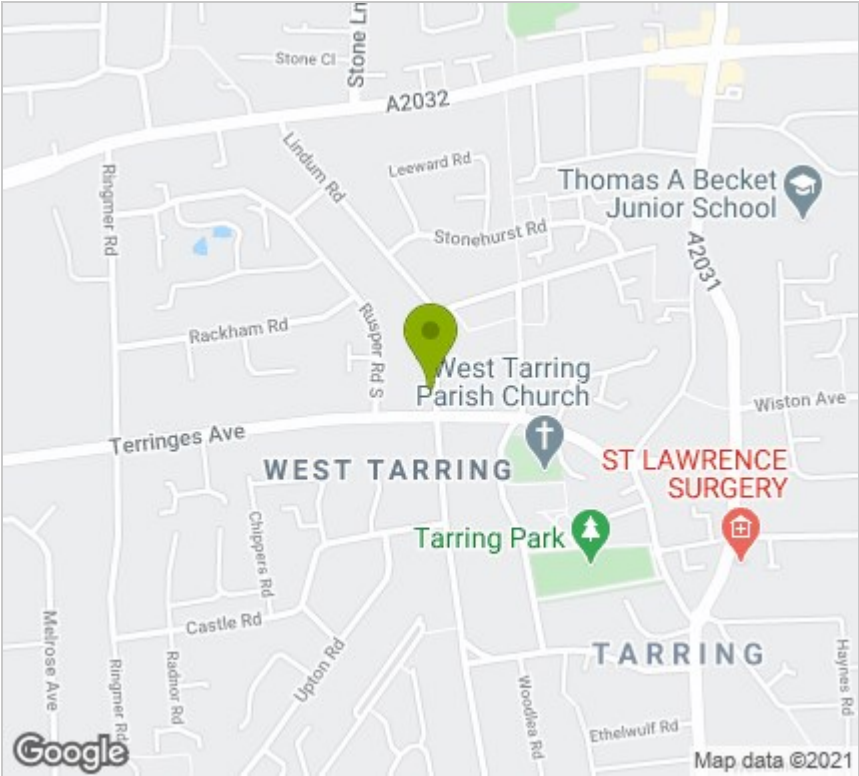 Stone Cl
Stone Ln
A2032
Lindum Rd
Leeward Rd
Ringmer Rd
Thomas A Becket
Junior School
Stonehurst Rd
A2031
Rackham Rd
Rusper Rd S
West Tarring
Parish Church
Wiston Ave
Terringes Ave
WEST TARRING
ST LAWRENCE
SURGERY
Chippers Rd
Tarring Park
Castle Rd
Melrose Ave
Ringmer Rd
Radnor Rd
Upton Rd
TARRING
Haynes Rd
Woodlea Rd
Ethelwulf Rd
Google
Map data ©2021